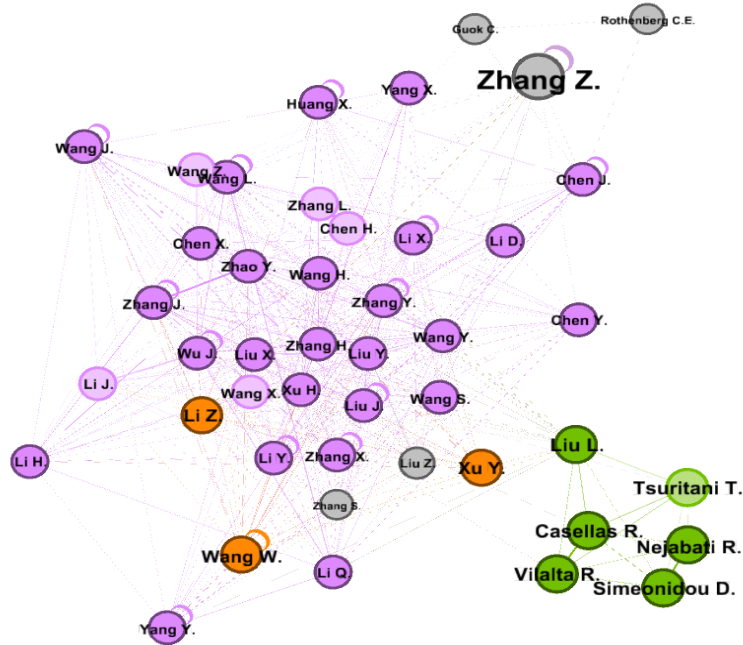 Rothenberg C.E.
Guok C.
Zhang Z.
Yang X.
Huang X.
Wang J.
Wang Z.
Wang L.
Chen J.
Zhang L.
Chen H.
Li X.
Li D.
Chen X.
Zhao Y.
Wang H.
Zhang J.
Zhang Y.
Chen Y.
Wang Y.
Zhang H.
Wu J.
Liu X.
Liu Y.
Li J.
Wang X.
Xu H.
Liu J.
Wang S.
Li Z.
Liu L.
Li H.
Li Y.
Zhang X.
Liu Z.
Xu Y.
Tsuritani T.
Zhang S.
Casellas R.
Nejabati R.
Wang W.
Li Q.
Vilalta R.
Simeonidou D.
Yang Y.